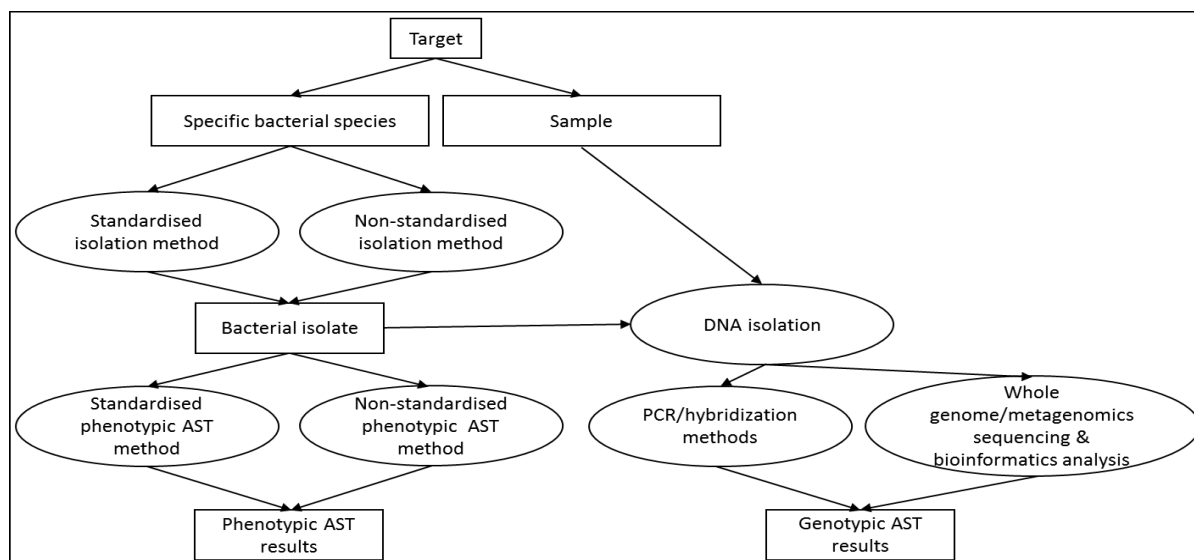 Target
Specific bacterial species
Sample
Standardised
isolation method
Non-standardised
isolation method
Bacterial isolate
DNA isolation
Standardised
phenotypic AST
method
Non-standardised
phenotypic AST
method
PCR/hybridization
methods
Whole
genome/metagenomics
sequencing &
bioinformatics analysis
Phenotypic AST
results
Genotypic AST
results